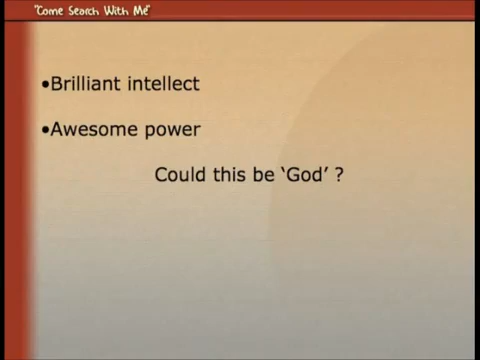 "Come Search With Me"
•Brilliant intellect
•Awesome power
Could this be ‘God’ ?